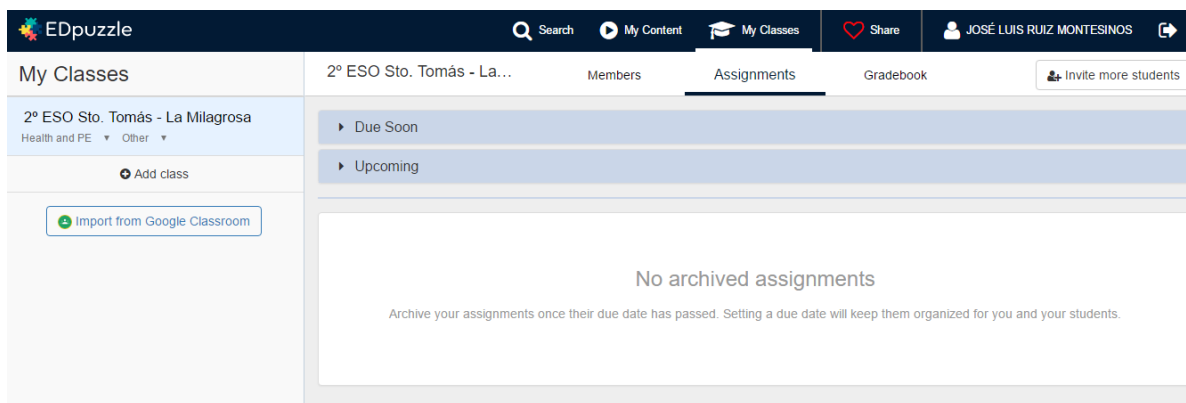 EDpuzzle
Search
My Content
My Classes
Share
JOSÉ LUIS RUIZ MONTESINOS
My Classes
2º ESO Sto. Tomás - La...
Members
Assignments
Gradebook
Invite more students
2º ESO Sto. Tomás - La Milagrosa
Health and PE Other
Add class
Import from Google Classroom
Due Soon
Upcoming
No archived assignments
Archive your assignments once their due date has passed. Setting a due date will keep them organized for you and your students.